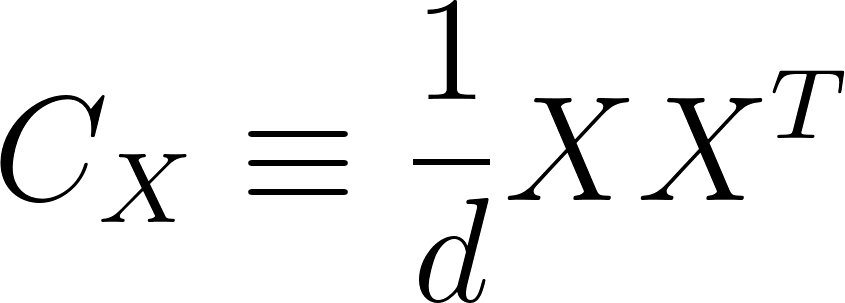 C_X ≡ \frac{1}{d} X X^T